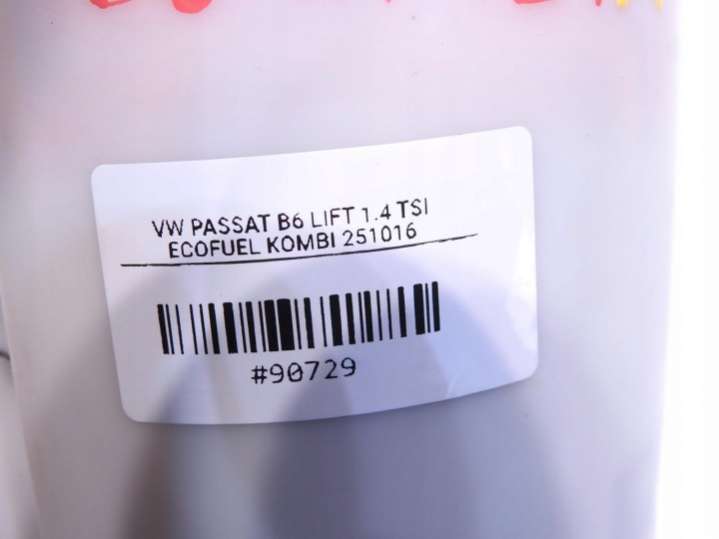 VW PASSAT B6 LIFT 1.4 TSI
ECOFUEL KOMBI 251016
#90729